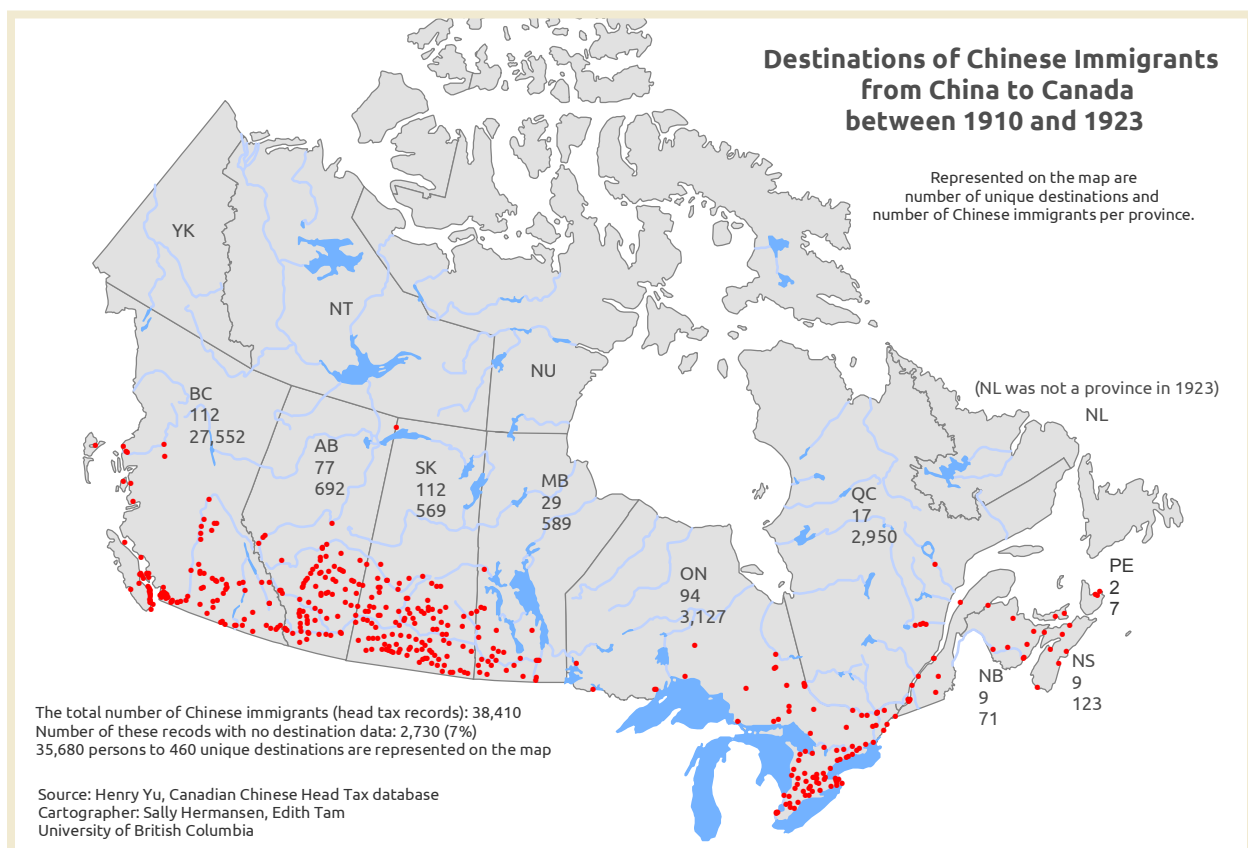 Destinations of Chinese Immigrants
from China to Canada
between 1910 and 1923
Represented on the map are
number of unique destinations and
number of Chinese immigrants per province.
YK
NT
NU
(NL was not a province in 1923)
NL
BC
112
27,552
AB
77
692
SK
112
569
MB
29
589
ON
94
3,127
QC
17
2,950
PE
2
7
NB
9
71
NS
9
123
The total number of Chinese immigrants (head tax records): 38,410
Number of these recods with no destination data: 2,730 (7%)
35,680 persons to 460 unique destinations are represented on the map
Source: Henry Yu, Canadian Chinese Head Tax database
Cartographer: Sally Hermansen, Edith Tam
University of British Columbia